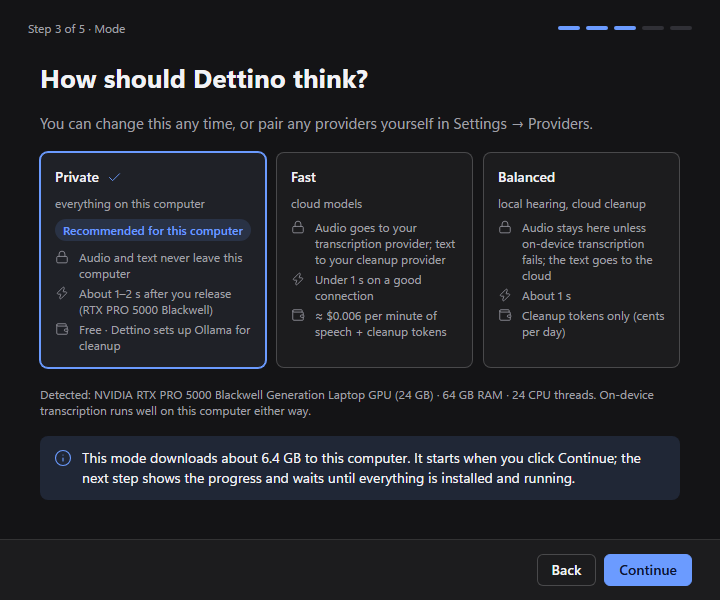 Step 3 of 5 · Mode
How should Dettino think?
You can change this any time, or pair any providers yourself in Settings → Providers.
Private
everything on this computer
Recommended for this computer
Audio and text never leave this
computer
About 1–2 s after you release
(RTX PRO 5000 Blackwell)
Free · Dettino sets up Ollama for
cleanup
Fast
cloud models
Audio goes to your
transcription provider; text
to your cleanup provider
Under 1 s on a good
connection
≈ $0.006 per minute of
speech + cleanup tokens
Balanced
local hearing, cloud cleanup
Audio stays here unless
on-device transcription
fails; the text goes to the
cloud
About 1 s
Cleanup tokens only (cents
per day)
Detected: NVIDIA RTX PRO 5000 Blackwell Generation Laptop GPU (24 GB) · 64 GB RAM · 24 CPU threads. On-device
transcription runs well on this computer either way.
This mode downloads about 6.4 GB to this computer. It starts when you click Continue; the
next step shows the progress and waits until everything is installed and running.
Back
Continue